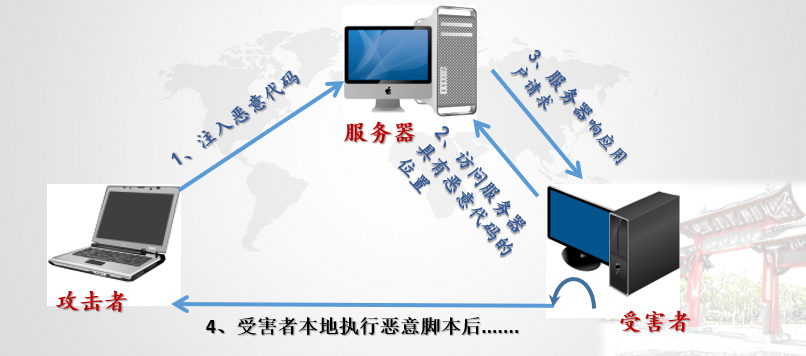 1、注入恶意代码
服务器
3、服务器响应用
户请求
2、访问服务器
具有恶意代码的
位置
攻击者
受害者
4、受害者本地执行恶意脚本后.......